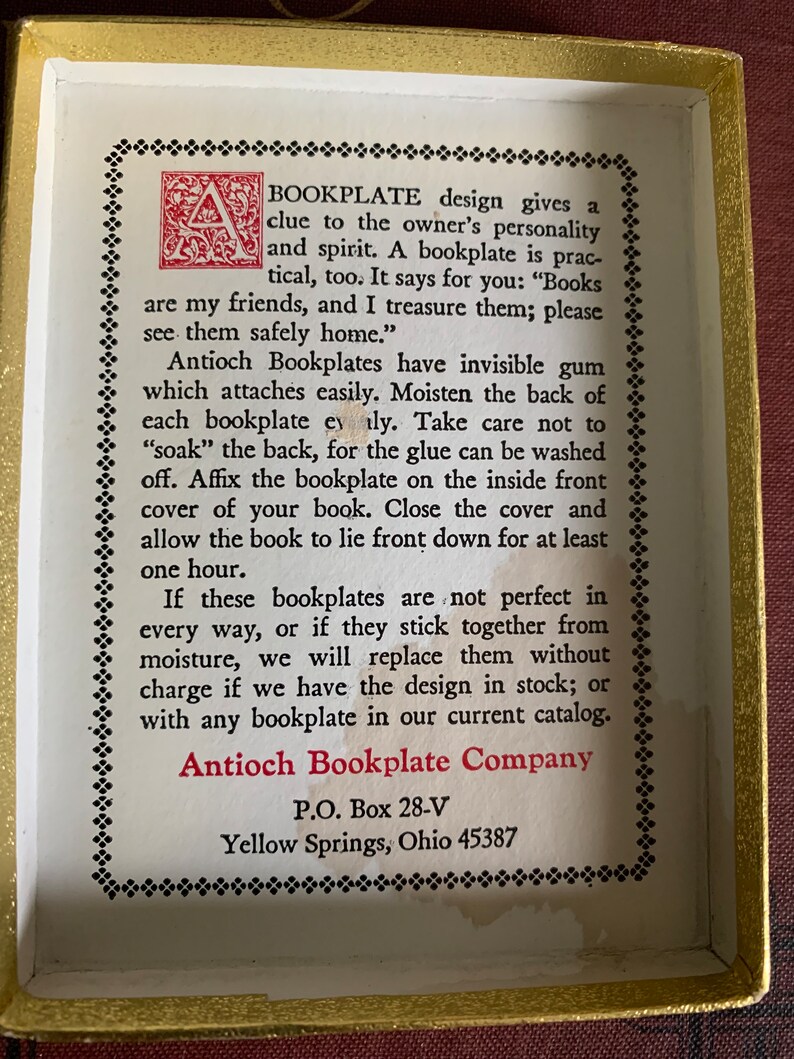 A BOOKPLATE design gives a
clue to the owner's personality
and spirit. A bookplate is prac-
tical, too. It says for you: “Books
are my friends, and I treasure them; please
see them safely home.”
Antioch Bookplates have invisible gum
which attaches easily. Moisten the back of
each bookplate evenly. Take care not to
“soak” the back, for the glue can be washed
off. Affix the bookplate on the inside front
cover of your book. Close the cover and
allow the book to lie front down for at least
one hour.
If these bookplates are not perfect in
every way, or if they stick together from
moisture, we will replace them without
charge if we have the design in stock; or
with any bookplate in our current catalog.
Antioch Bookplate Company
P.O. Box 28-V
Yellow Springs, Ohio 45387